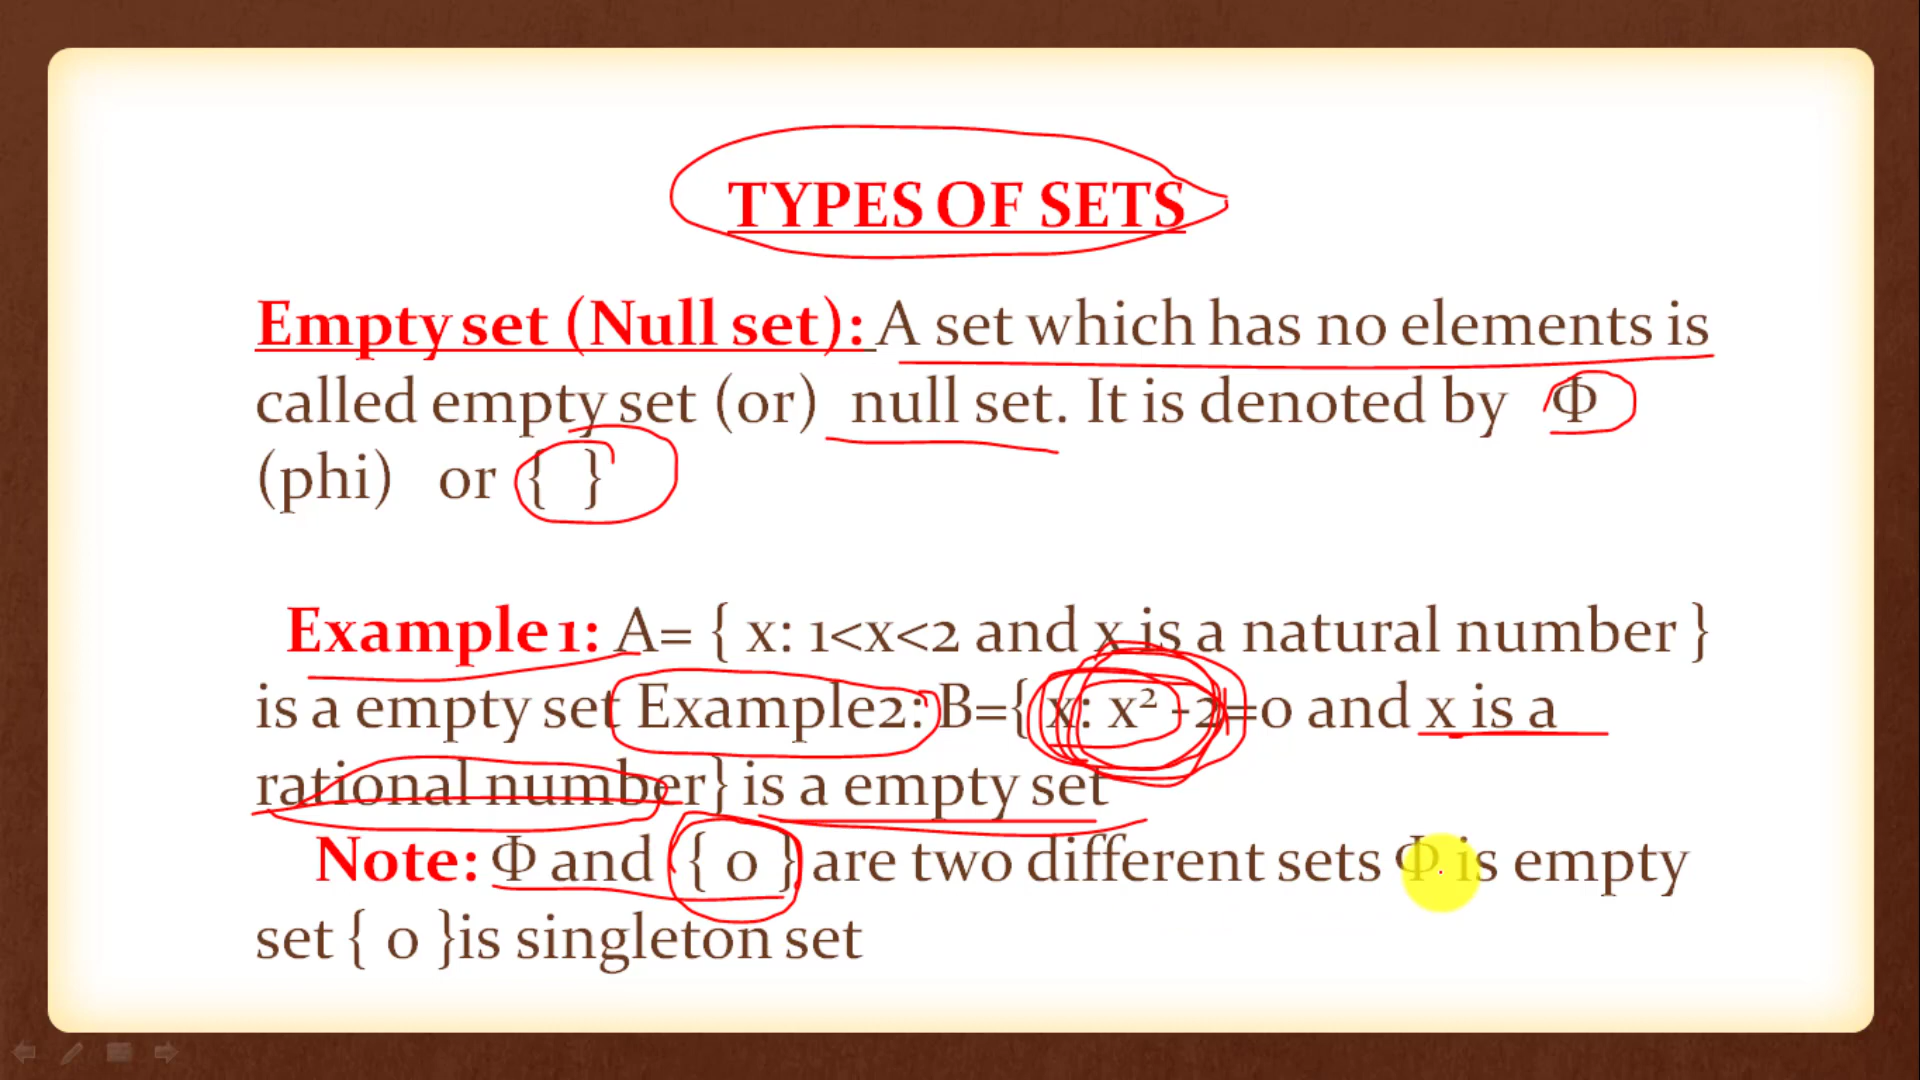 TYPES OF SETS
Empty set (Null set): A set which has no elements is
called empty set (or) null set. It is denoted by Φ
(phi) or { }
Example 1: A= { x: 1<x<2 and x is a natural number }
is a empty set Example2: B={ x: x² -2=0 and x is a
rational number} is a empty set
Note: Φ and { 0 } are two different sets Φ is empty
set { 0 }is singleton set